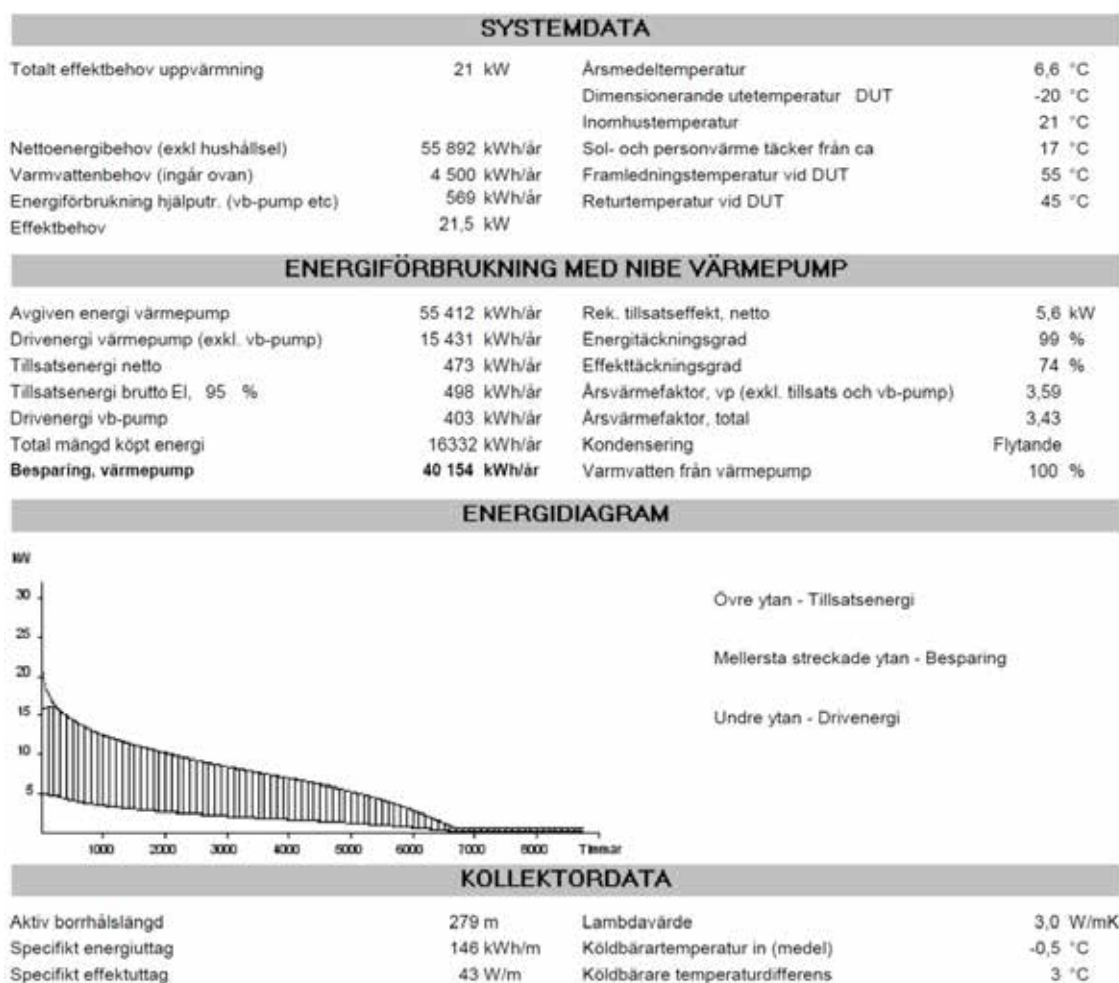 SYSTEMDATA
Totalt effektbehov uppvärmning 21 kW Årsmedeltemperatur 6,6 °C
Dimensionerande utetemperatur DUT -20 °C
Inomhustemperatur 21 °C
Nettoenergibehov (exkl hushållsel) 55 892 kWh/år Sol- och personvärme täcker från ca 17 °C
Varmvattenbehov (ingår ovan) 4 500 kWh/år Framledningstemperatur vid DUT 55 °C
Energiförbrukning hjälputr. (vb-pump etc) 569 kWh/år Returtemperatur vid DUT 45 °C
Effektbehov 21,5 kW
ENERGIFÖRBRUKNING MED NIBE VÄRMEPUMP
Avgiven energi värmepump 55 412 kWh/år Rek. tillsatseffekt, netto 5,6 kW
Drivenergi värmepump (exkl. vb-pump) 15 431 kWh/år Energitäckningsgrad 99 %
Tillsatsenergi netto 473 kWh/år Effekttäckningsgrad 74 %
Tillsatsenergi brutto El, 95 % 498 kWh/år Årsvärmefaktor, vp (exkl. tillsats och vb-pump) 3,59
Drivenergi vb-pump 403 kWh/år Årsvärmefaktor, total 3,43
Total mängd köpt energi 16332 kWh/år Kondensering Flytande
Besparing, värmepump 40 154 kWh/år Varmvatten från värmepump 100 %
ENERGIDIAGRAM
kW
30
25
20
15
10
5
1000 2000 3000 4000 5000 6000 7000 8000 Timmar
Övre ytan - Tillsatsenergi
Mellersta streckade ytan - Besparing
Undre ytan - Drivenergi
KOLLEKTORDATA
Aktiv borrhålslängd 279 m Lambdavärde 3,0 W/mK
Specifikt energiuttag 146 kWh/m Köldbärartemperatur in (medel) -0,5 °C
Specifikt effektuttag 43 W/m Köldbärare temperaturdifferens 3 °C